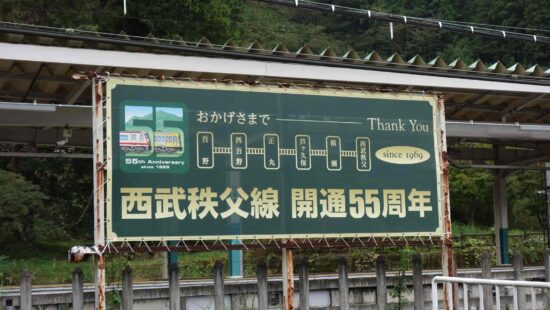 おかげさまで
Thank You
吾野
西吾野
正丸
芦ヶ久保
横瀬
西武秩父
since 1969
55
55th Anniversary
since 1969
西武秩父線 開通55周年